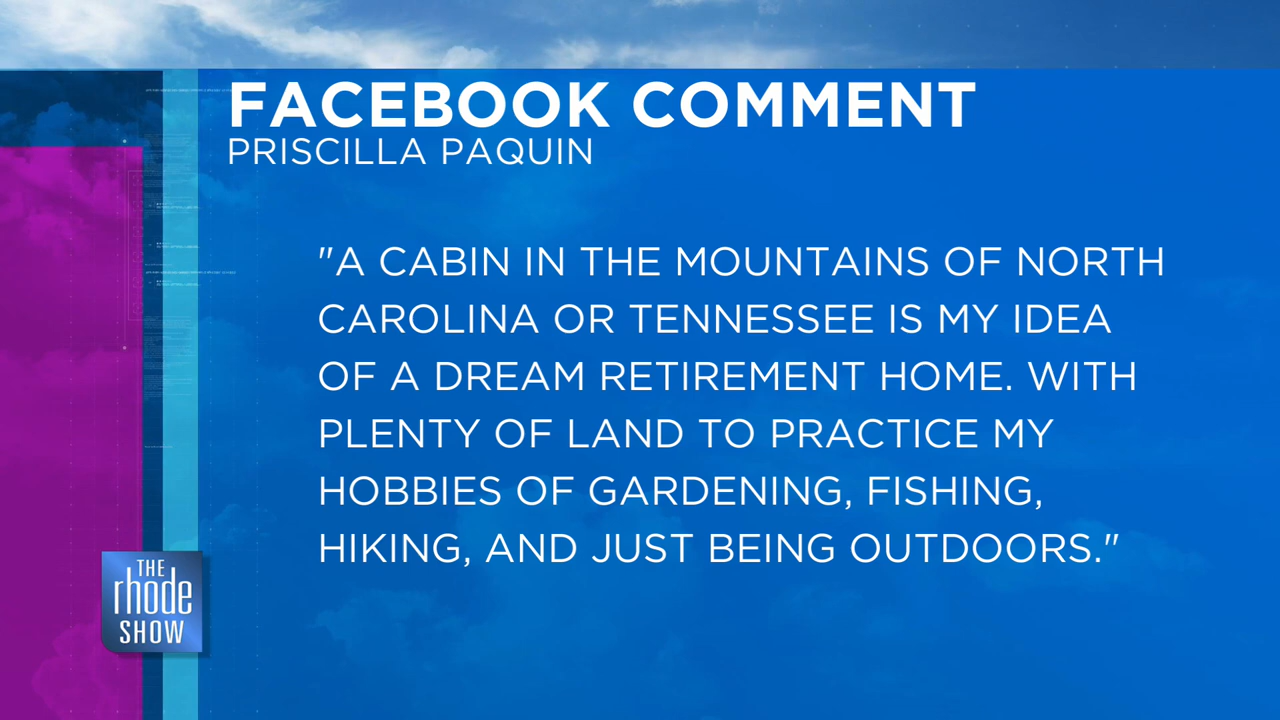 FACEBOOK COMMENT
PRISCILLA PAQUIN
"A CABIN IN THE MOUNTAINS OF NORTH
CAROLINA OR TENNESSEE IS MY IDEA
OF A DREAM RETIREMENT HOME. WITH
PLENTY OF LAND TO PRACTICE MY
HOBBIES OF GARDENING, FISHING,
HIKING, AND JUST BEING OUTDOORS."
THE
rhode
SHOW